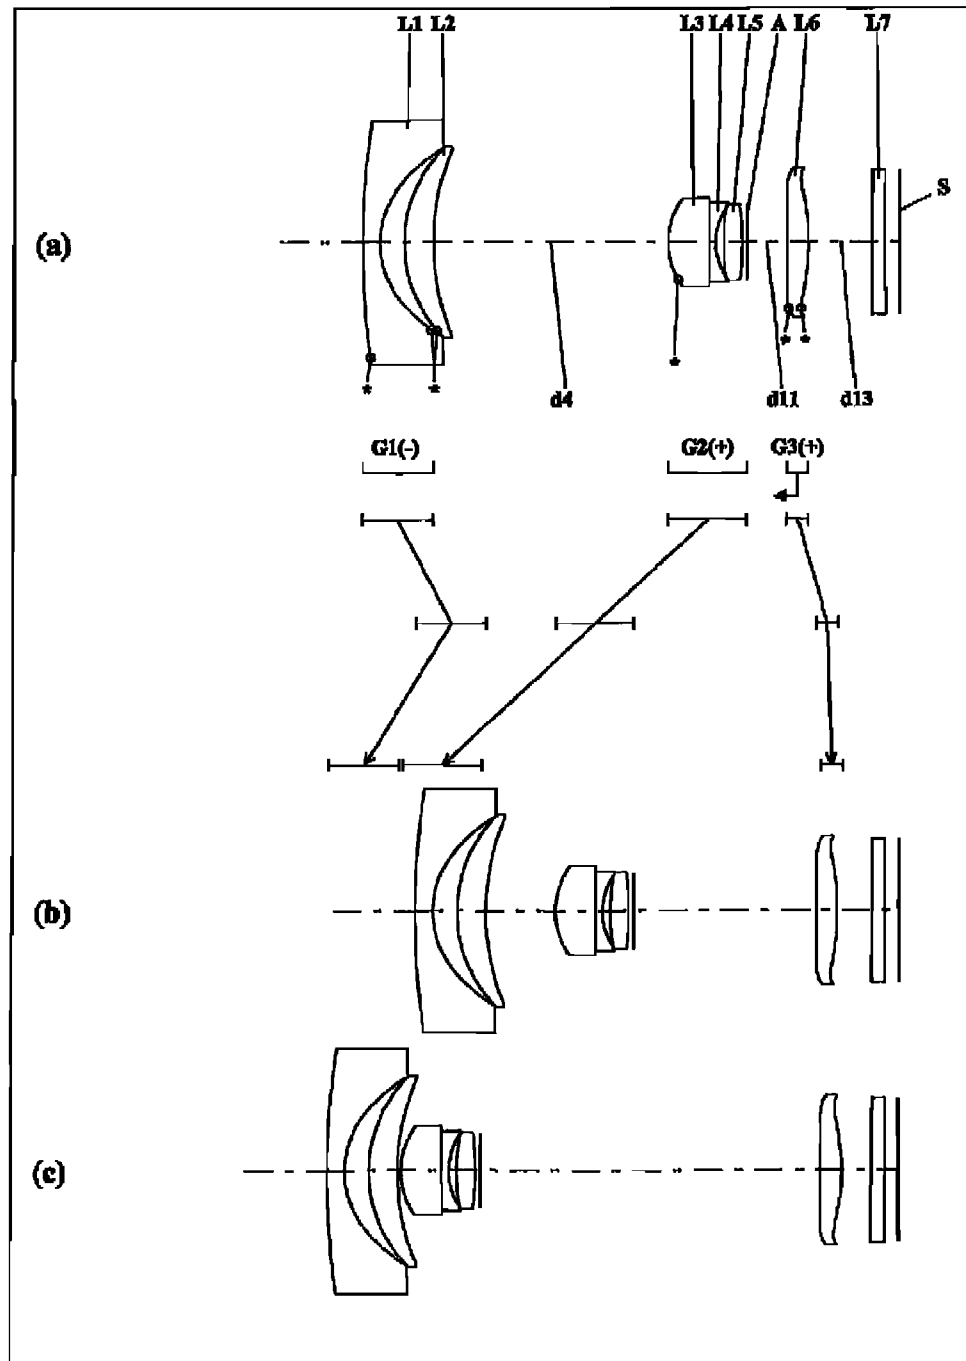 L1 L2 L3 L4 L5 A L6 L7
S
(a)
* * * * *
d4 d11 d13
G1(-) G2(+) G3(+)
(b)
(c)